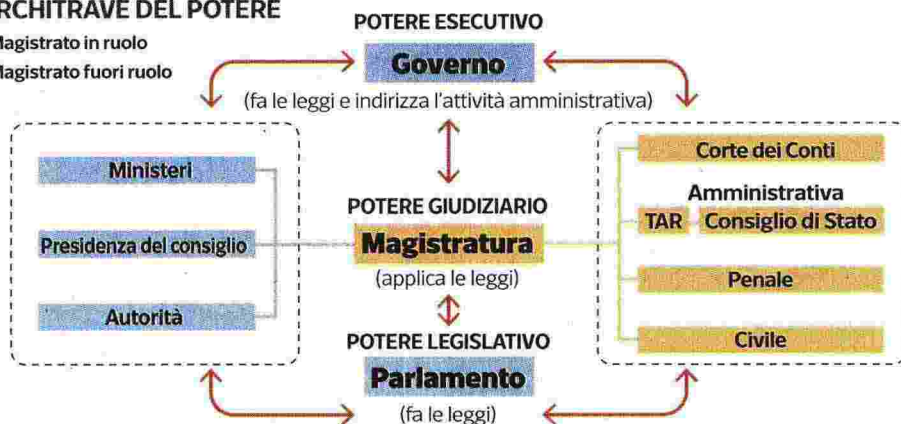 RCHITRAVE DEL POTERE
Magistrato in ruolo
Magistrato fuori ruolo
POTERE ESECUTIVO
Governo
(fa le leggi e indirizza l'attività amministrativa)
Ministeri
Presidenza del consiglio
Autorità
POTERE GIUDIZIARIO
Magistratura
(applica le leggi)
POTERE LEGISLATIVO
Parlamento
(fa le leggi)
Corte dei Conti
Amministrativa
TAR Consiglio di Stato
Penale
Civile